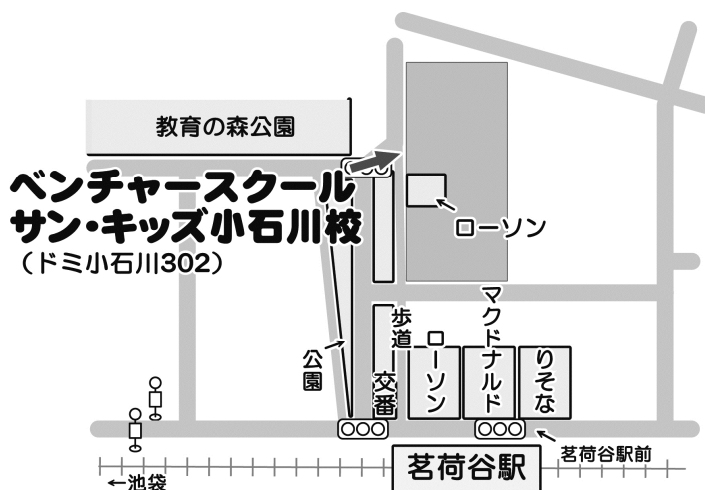 教育の森公園
ベンチャースクール
サン・キッズ小石川校
（ドミ小石川302）
ローソン
公園
交番
歩道
ローソン
マクドナルド
りそな
茗荷谷駅前
茗荷谷駅
←池袋